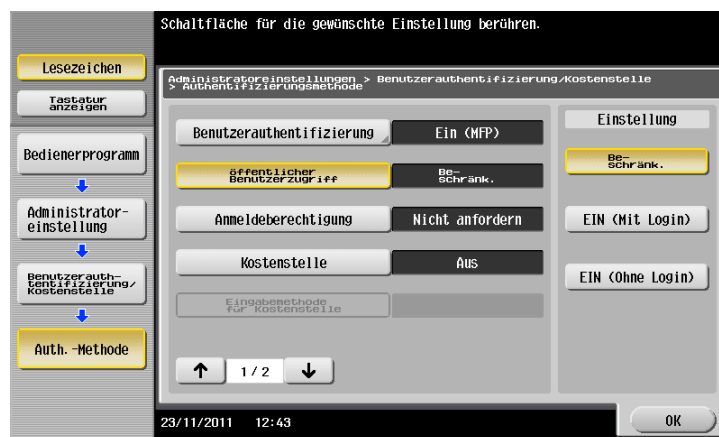 Schaltfläche für die gewünschte Einstellung berühren.
Lesezeichen
Tastatur
anzeigen
Bedienerprogramm
Administrator-
einstellung
Benutzerauth-
tentifizierung/
Kostenstelle
Auth.-Methode
Administratoreinstellungen > Benutzerauthentifizierung/Kostenstelle
> Authentifizierungsmethode
Benutzerauthentifizierung
Ein (MFP)
öffentlicher
Benutzerzugriff
Be-
schränk.
Anmeldeberechtigung
Nicht anfordern
Kostenstelle
Aus
Eingabemethode
für Kostenstelle
1/2
Einstellung
Be-
schränk.
EIN (Mit Login)
EIN (Ohne Login)
23/11/2011 12:43
OK